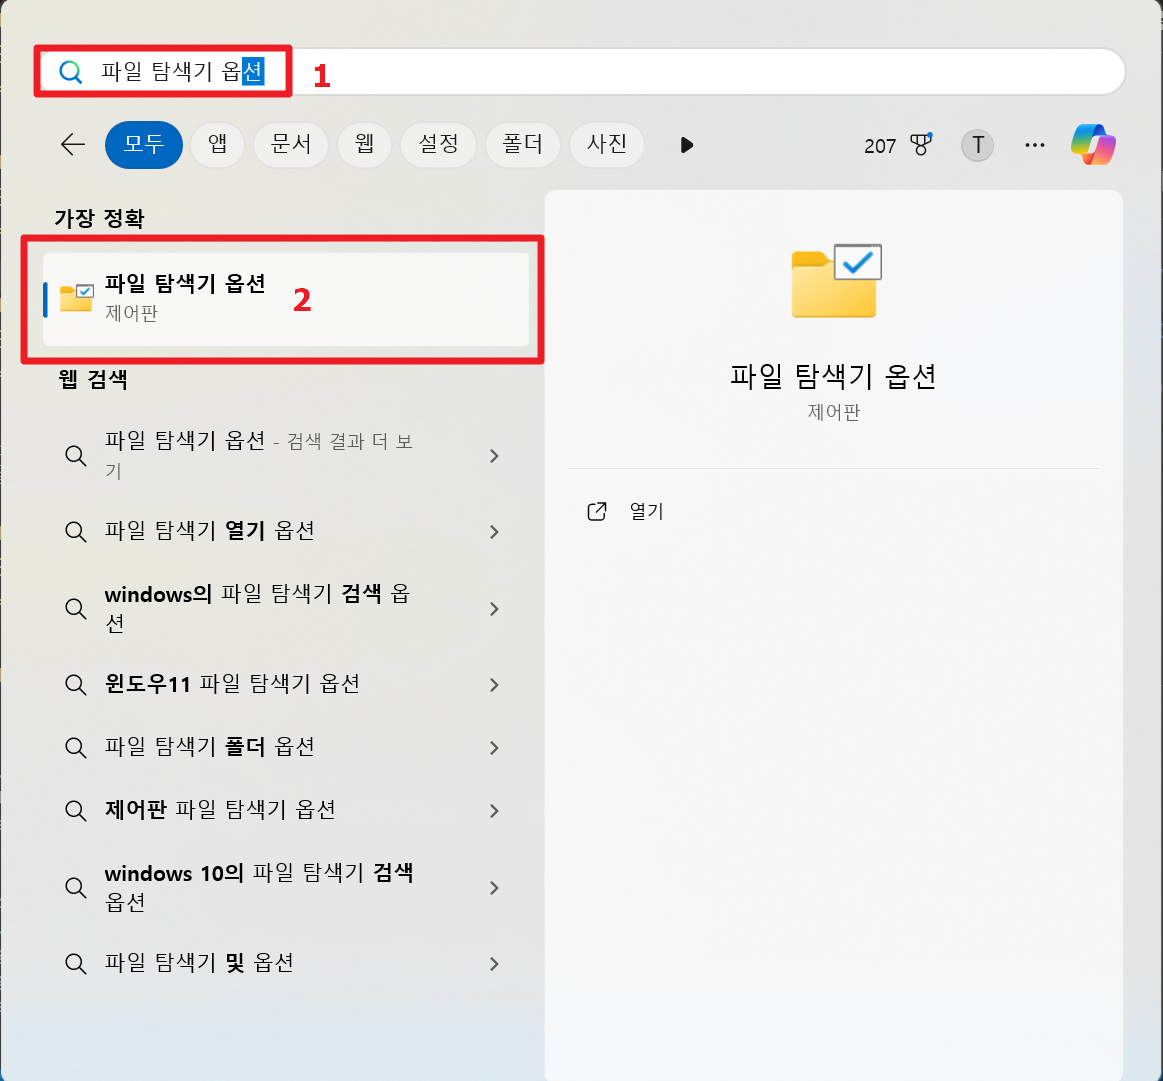 파일 탐색기 옵션
1
모두 앱 문서 웹 설정 폴더 사진 207 T ...
가장 정확
파일 탐색기 옵션
제어판
2
웹 검색
파일 탐색기 옵션 - 검색 결과 더 보
기
파일 탐색기 열기 옵션
windows의 파일 탐색기 검색 옵
션
윈도우11 파일 탐색기 옵션
파일 탐색기 폴더 옵션
제어판 파일 탐색기 옵션
windows 10의 파일 탐색기 검색
옵션
파일 탐색기 및 옵션
파일 탐색기 옵션
제어판
열기